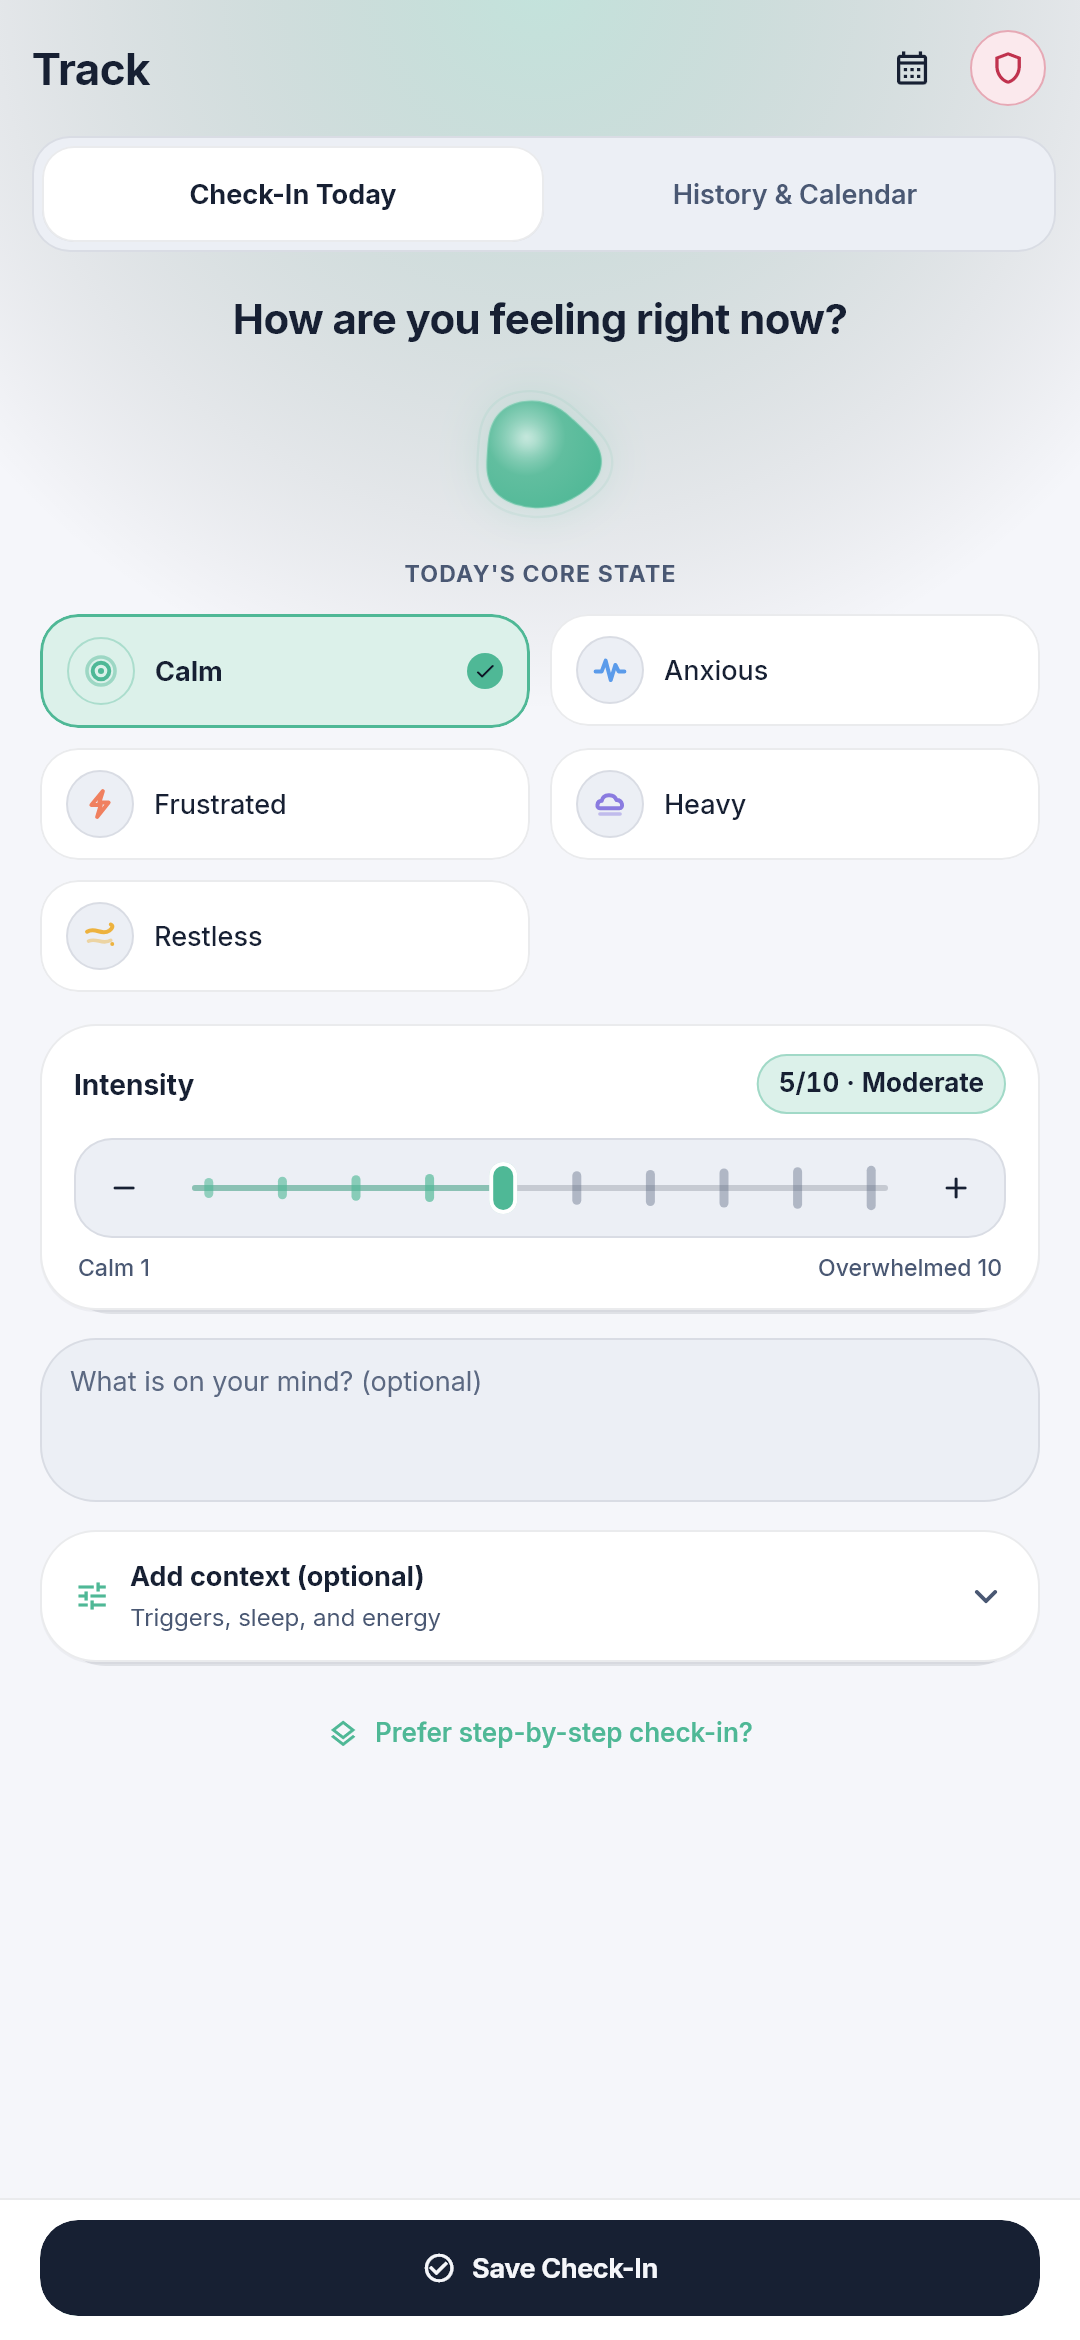 Track
Check-In Today
History & Calendar
How are you feeling right now?
TODAY'S CORE STATE
Calm
Anxious
Frustrated
Heavy
Restless
Intensity
5/10 · Moderate
Calm 1
Overwhelmed 10
What is on your mind? (optional)
Add context (optional)
Triggers, sleep, and energy
Prefer step-by-step check-in?
Save Check-In